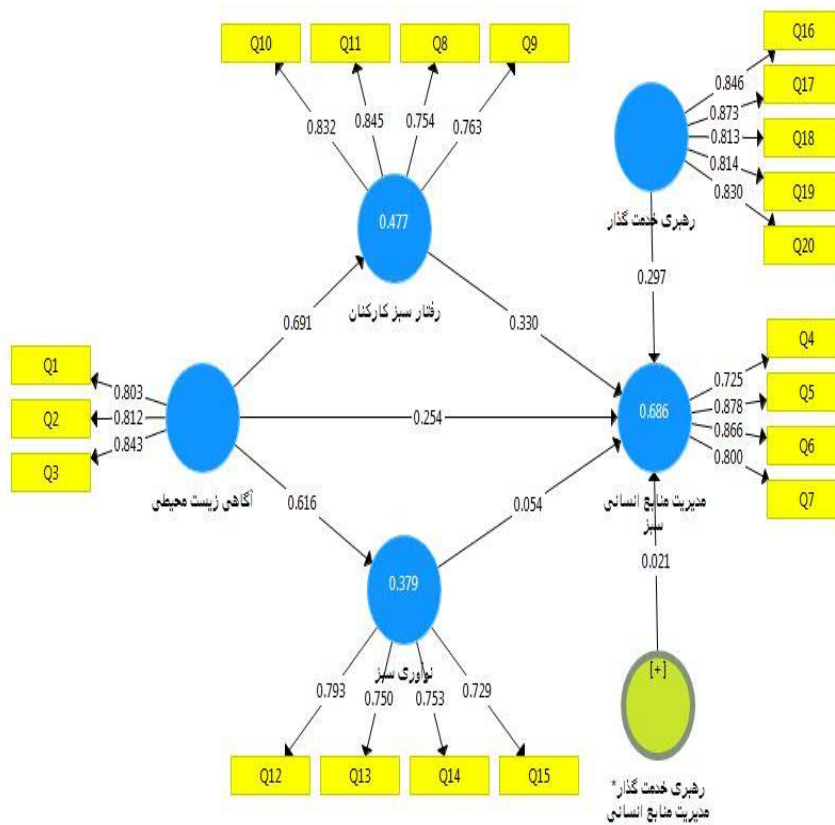 Q10
Q11
Q8
Q9
0.832
0.845
0.754
0.763
0.477
رفتار سبز کارکنان
Q16
Q17
Q18
Q19
Q20
0.846
0.873
0.813
0.814
0.830
رهبری خدمت گذار
0.297
0.691
0.330
Q1
Q2
Q3
0.803
0.812
0.843
آگاهی زیست محیطی
0.254
0.686
مدیریت منابع انسانی
سبز
Q4
Q5
Q6
Q7
0.725
0.878
0.866
0.800
0.616
0.054
0.021
0.379
نوآوری سبز
0.793
0.750
0.753
0.729
Q12
Q13
Q14
Q15
[+]
رهبری خدمت گذار*
مدیریت منابع انسانی